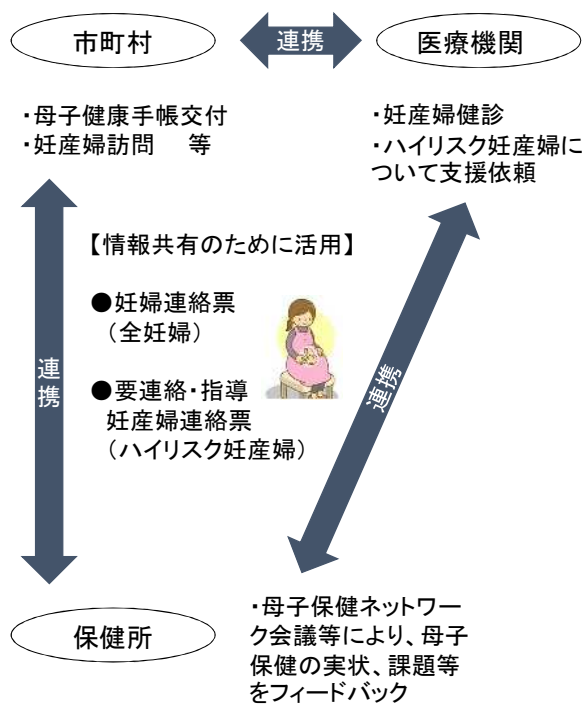 市町村
連携
医療機関
・母子健康手帳交付
・妊産婦訪問 等
・妊産婦健診
・ハイリスク妊産婦に
ついて支援依頼
【情報共有のために活用】
●妊婦連絡票
(全妊婦)
●要連絡・指導
妊産婦連絡票
(ハイリスク妊産婦)
連携
連携
保健所
・母子保健ネットワー
ク会議等により、母子
保健の実状、課題等
をフィードバック